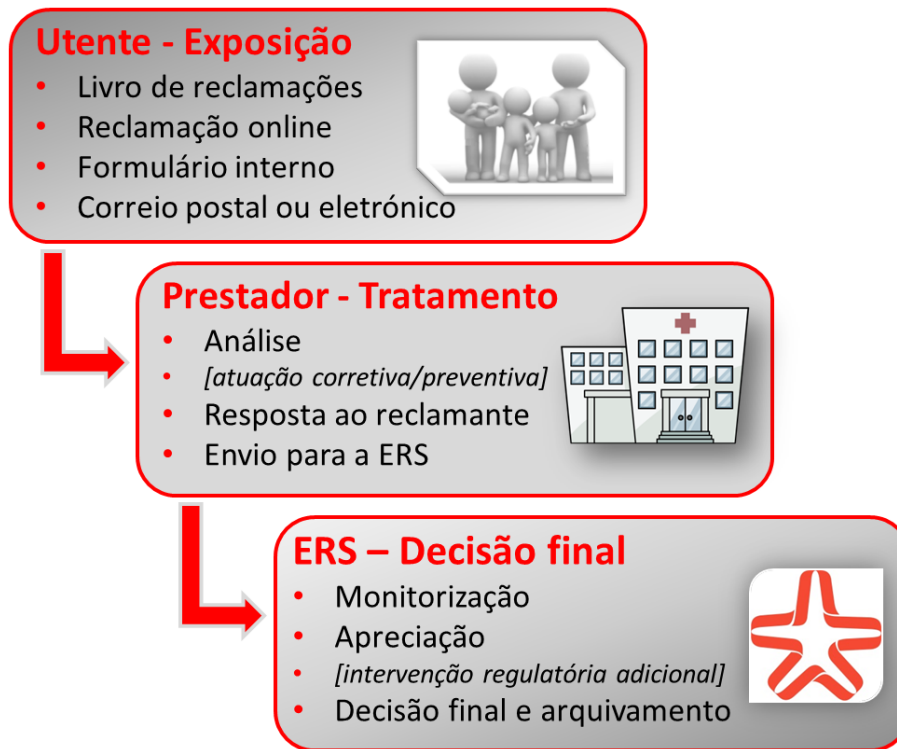 Utente - Exposição
• Livro de reclamações
• Reclamação online
• Formulário interno
• Correio postal ou eletrónico
Prestador - Tratamento
• Análise
• [atuação corretiva/preventiva]
• Resposta ao reclamante
• Envio para a ERS
ERS – Decisão final
• Monitorização
• Apreciação
• [intervenção regulatória adicional]
• Decisão final e arquivamento